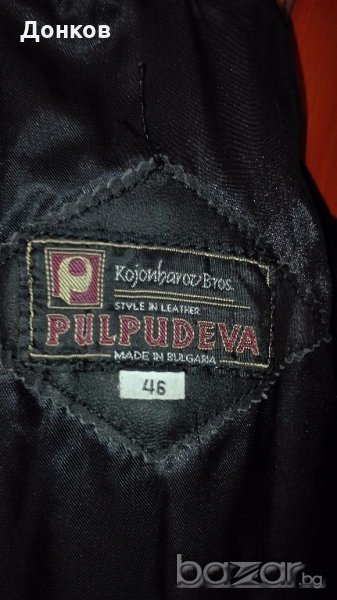 Донков
Kojouharov Bros.
STYLE IN LEATHER
PULPUDEVA
MADE IN BULGARIA
46
bazar.bg